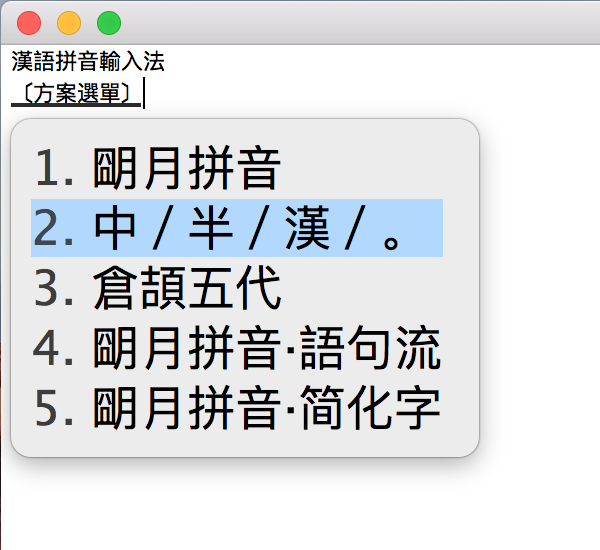 漢語拼音輸入法
〔方案選單〕
1. 朙月拼音
2. 中 / 半 / 漢 / 。
3. 倉頡五代
4. 朙月拼音·語句流
5. 朙月拼音·简化字